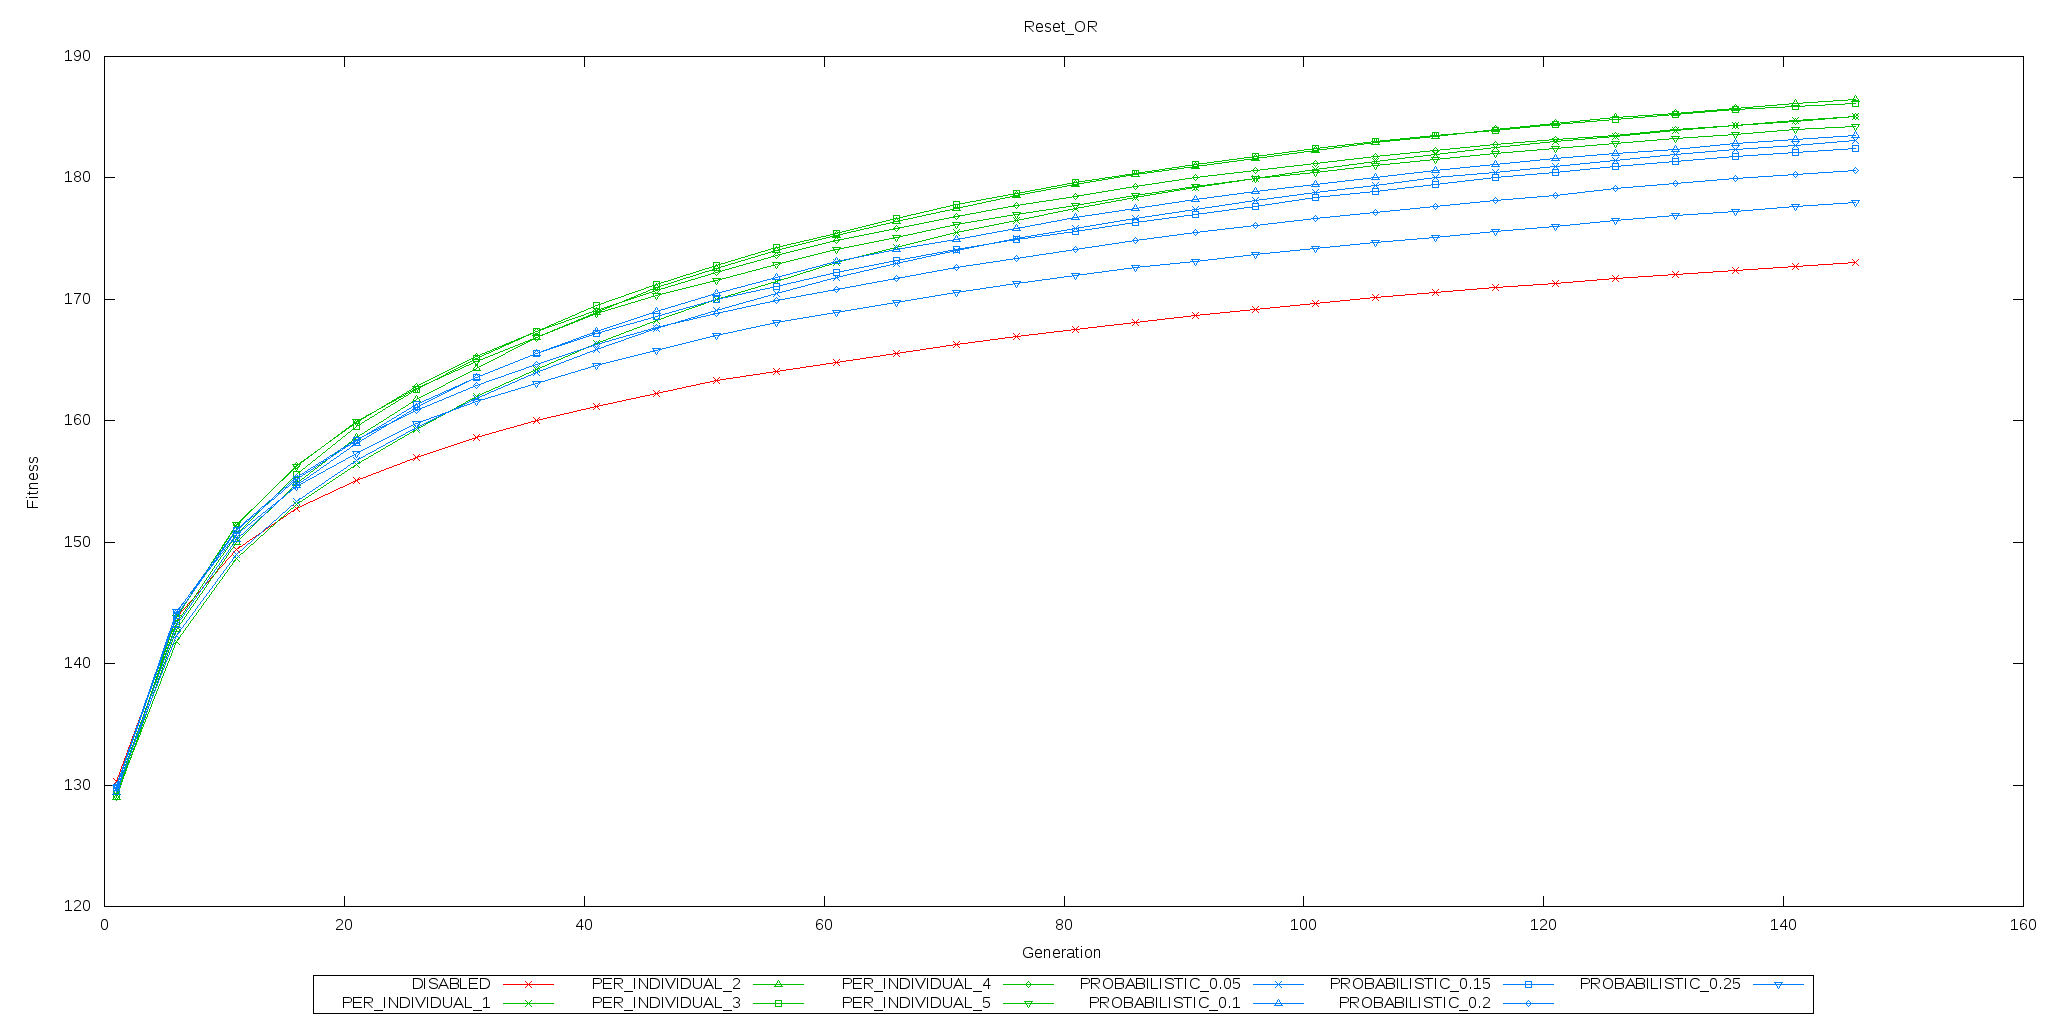 Reset_OR
190
180
170
160
150
140
130
120
Fitness
0 20 40 60 80 100 120 140 160
Generation
DISABLED PER_INDIVIDUAL_2 PER_INDIVIDUAL_4 PROBABILISTIC_0.05 PROBABILISTIC_0.15 PROBABILISTIC_0.25
PER_INDIVIDUAL_1 PER_INDIVIDUAL_3 PER_INDIVIDUAL_5 PROBABILISTIC_0.1 PROBABILISTIC_0.2